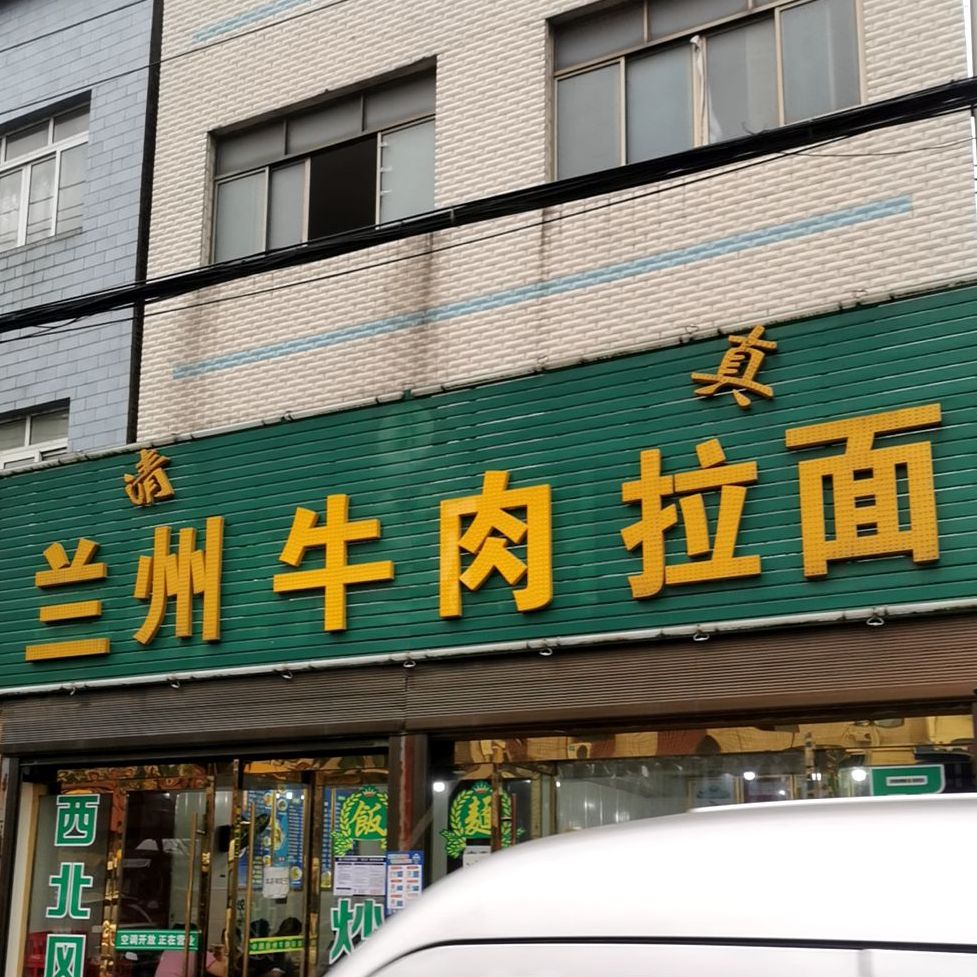 清 真
兰州牛肉拉面
西北风
飯
麵
炒
空调开放 正在营业